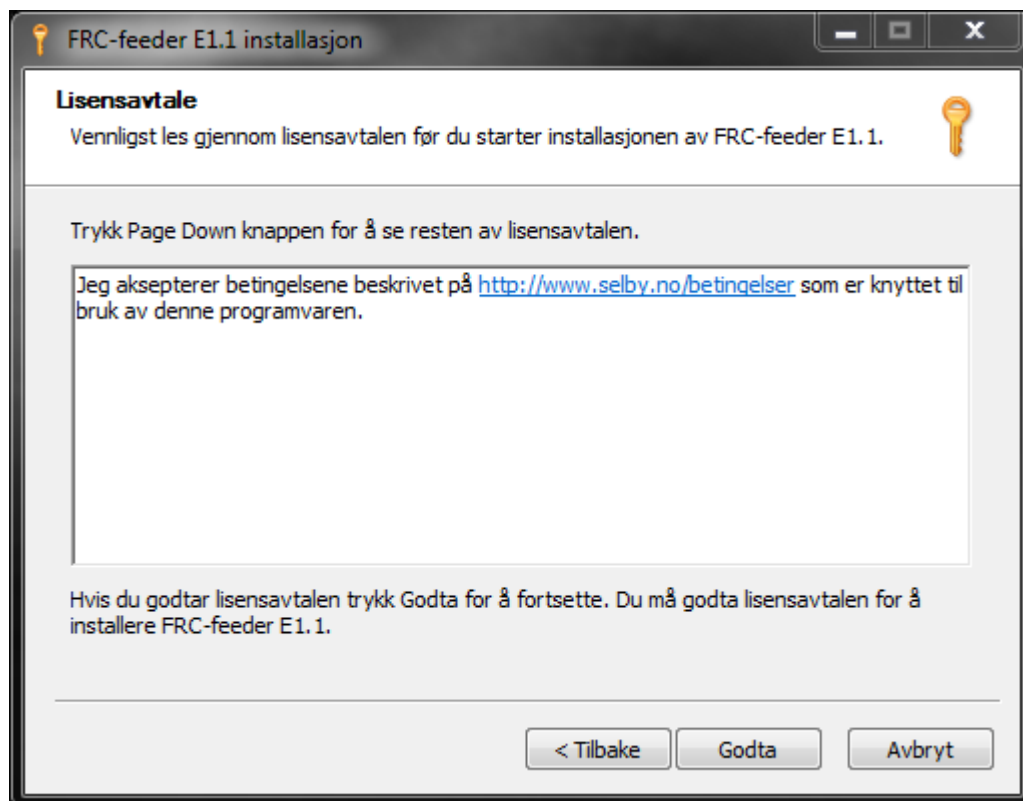 FRC-feeder E1.1 installasjon
Lisensavtale
Vennligst les gjennom lisensavtalen før du starter installasjonen av FRC-feeder E1.1.
Trykk Page Down knappen for å se resten av lisensavtalen.
Jeg aksepterer betingelsene beskrivet på http://www.selby.no/betingelser som er knyttet til
bruk av denne programvaren.
Hvis du godtar lisensavtalen trykk Godta for å fortsette. Du må godta lisensavtalen for å
installere FRC-feeder E1.1.
< Tilbake Godta Avbryt